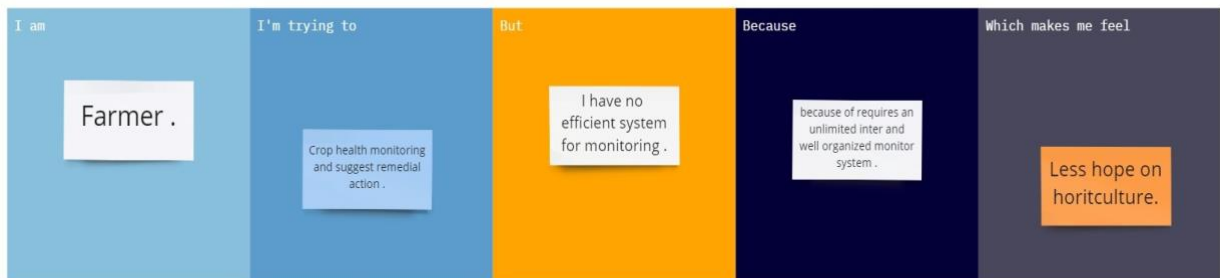 I am
Farmer .
I'm trying to
Crop health monitoring
and suggest remedial
action .
But
I have no
efficient system
for monitoring .
Because
because of requires an
unlimited inter and
well organized monitor
system .
Which makes me feel
Less hope on
horitculture.